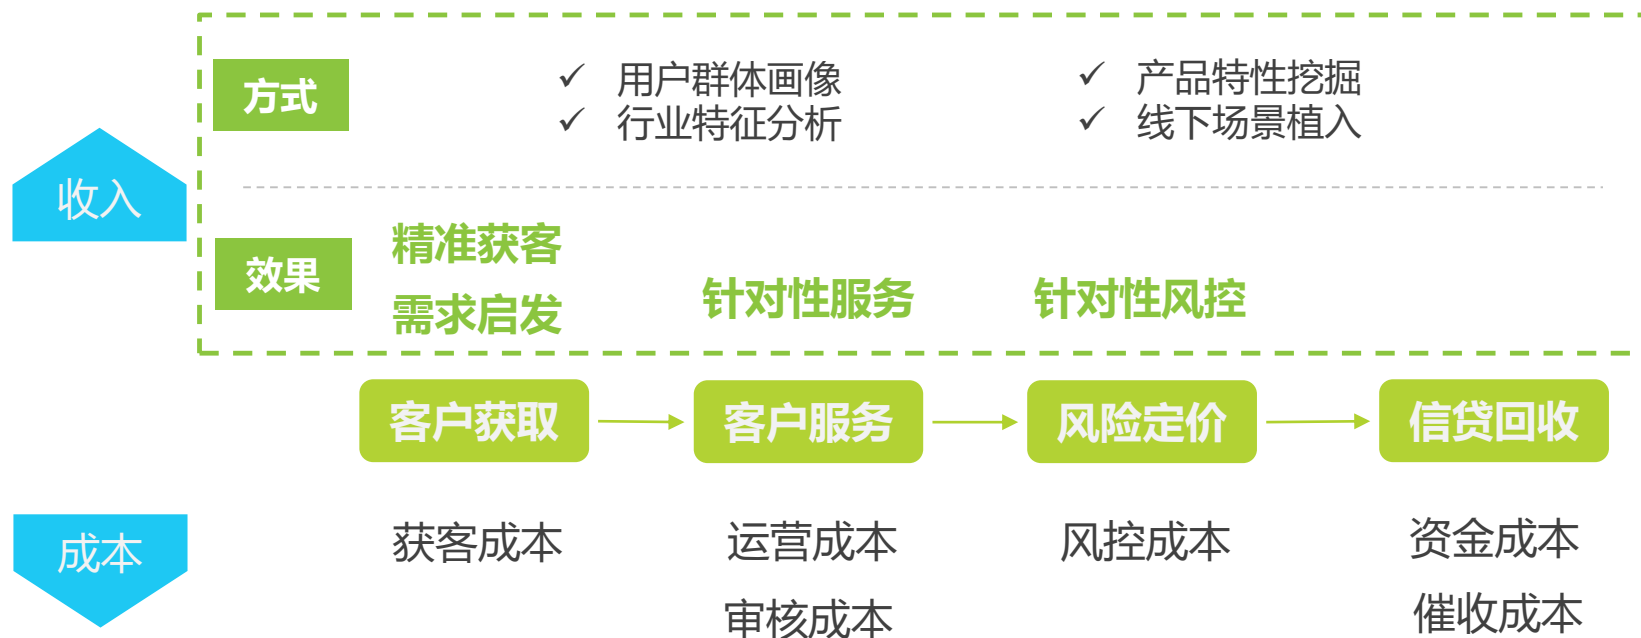 方式
用户群体画像
行业特征分析
产品特性挖掘
线下场景植入
收入
效果
精准获客
需求启发
针对性服务
针对性风控
客户获取
客户服务
风险定价
信贷回收
成本
获客成本
运营成本
审核成本
风控成本
资金成本
催收成本